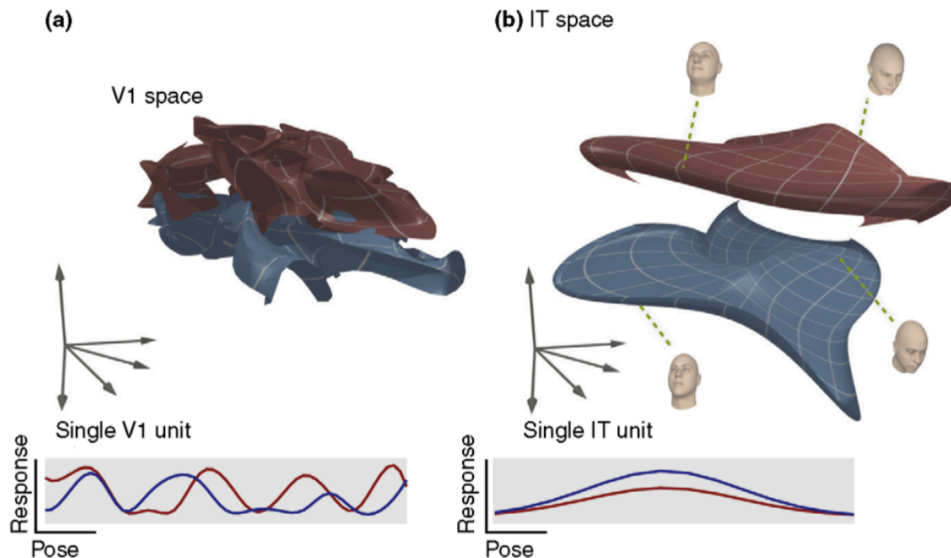 (a)
(b) IT space
V1 space
Single V1 unit
Single IT unit
Response
Pose
Response
Pose